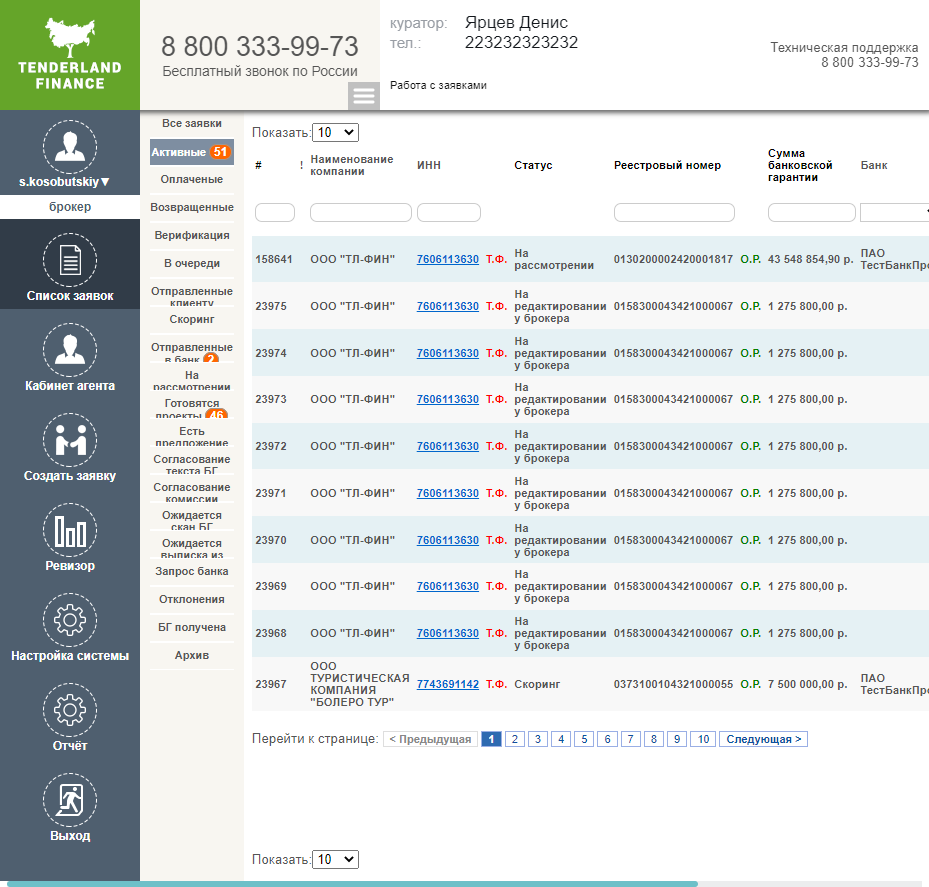 TENDERLAND
FINANCE
8 800 333-99-73
Бесплатный звонок по России
куратор: Ярцев Денис
тел.: 223232323232
Работа с заявками
Техническая поддержка
8 800 333-99-73
s.kosobutskiy▼
брокер
Список заявок
Кабинет агента
Создать заявку
Ревизор
Настройка системы
Отчёт
Выход
Все заявки
Активные 51
Оплаченые
Возвращенные
Верификация
В очереди
Отправленные
клиенту
Скоринг
Отправленные
в банк 2
На
рассмотрении
Готовятся
проекты 46
Есть
предложение
Согласование
текста БГ
Согласование
комиссии
Ожидается
скан БГ
Ожидается
выписка из
Запрос банка
Отклонения
БГ получена
Архив
Показать: 10
# ! Наименование компании ИНН Статус Реестровый номер Сумма банковской гарантии Банк
158641 ООО "ТЛ-ФИН" 7606113630 Т.Ф. На рассмотрении 0130200002420001817 О.Р. 43 548 854,90 р. ПАО ТестБанкПро
23975 ООО "ТЛ-ФИН" 7606113630 Т.Ф. На редактировании у брокера 0158300043421000067 О.Р. 1 275 800,00 р.
23974 ООО "ТЛ-ФИН" 7606113630 Т.Ф. На редактировании у брокера 0158300043421000067 О.Р. 1 275 800,00 р.
23973 ООО "ТЛ-ФИН" 7606113630 Т.Ф. На редактировании у брокера 0158300043421000067 О.Р. 1 275 800,00 р.
23972 ООО "ТЛ-ФИН" 7606113630 Т.Ф. На редактировании у брокера 0158300043421000067 О.Р. 1 275 800,00 р.
23971 ООО "ТЛ-ФИН" 7606113630 Т.Ф. На редактировании у брокера 0158300043421000067 О.Р. 1 275 800,00 р.
23970 ООО "ТЛ-ФИН" 7606113630 Т.Ф. На редактировании у брокера 0158300043421000067 О.Р. 1 275 800,00 р.
23969 ООО "ТЛ-ФИН" 7606113630 Т.Ф. На редактировании у брокера 0158300043421000067 О.Р. 1 275 800,00 р.
23968 ООО "ТЛ-ФИН" 7606113630 Т.Ф. На редактировании у брокера 0158300043421000067 О.Р. 1 275 800,00 р.
23967 ООО ТУРИСТИЧЕСКАЯ КОМПАНИЯ "БОЛЕРО ТУР" 7743691142 Т.Ф. Скоринг 0373100104321000055 О.Р. 7 500 000,00 р. ПАО ТестБанкПро
Перейти к странице: < Предыдущая 1 2 3 4 5 6 7 8 9 10 Следующая >
Показать: 10